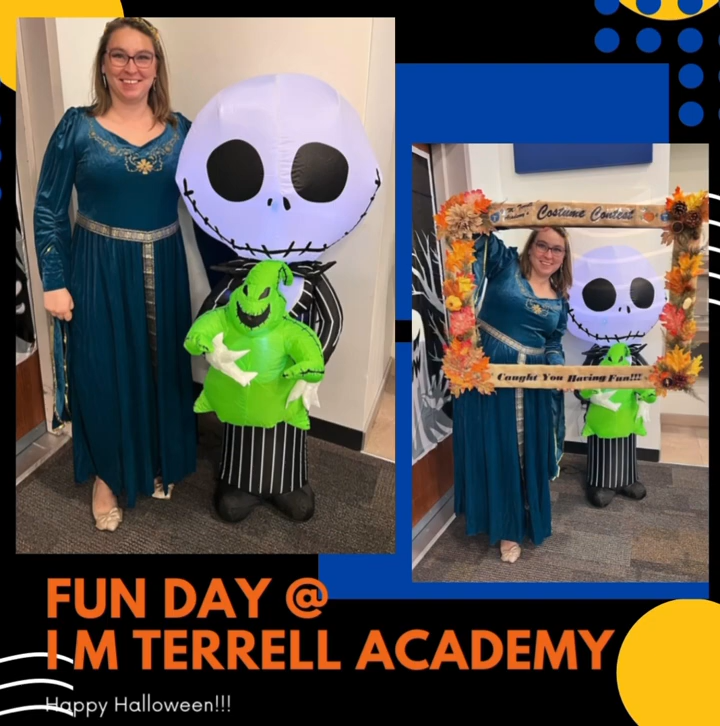 Costume Contest
Caught You Having Fun!!!
FUN DAY @
I M TERRELL ACADEMY
Happy Halloween!!!